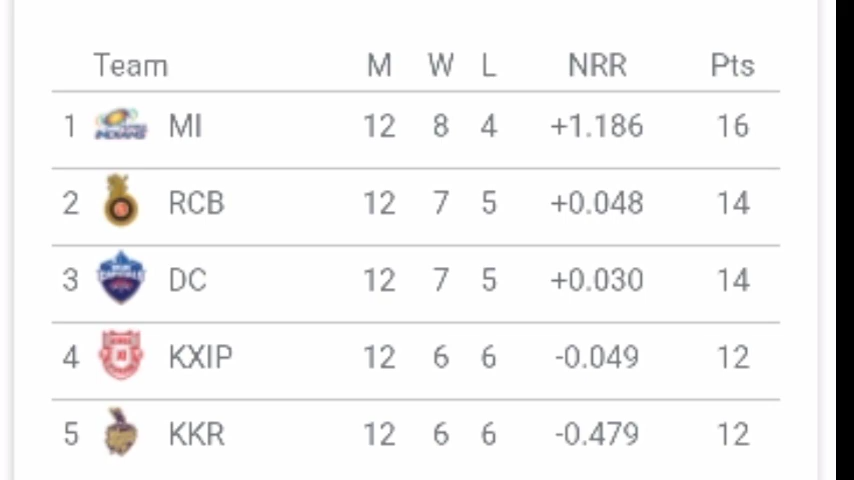 Team M W L NRR Pts
1 MI 12 8 4 +1.186 16
2 RCB 12 7 5 +0.048 14
3 DC 12 7 5 +0.030 14
4 KXIP 12 6 6 -0.049 12
5 KKR 12 6 6 -0.479 12